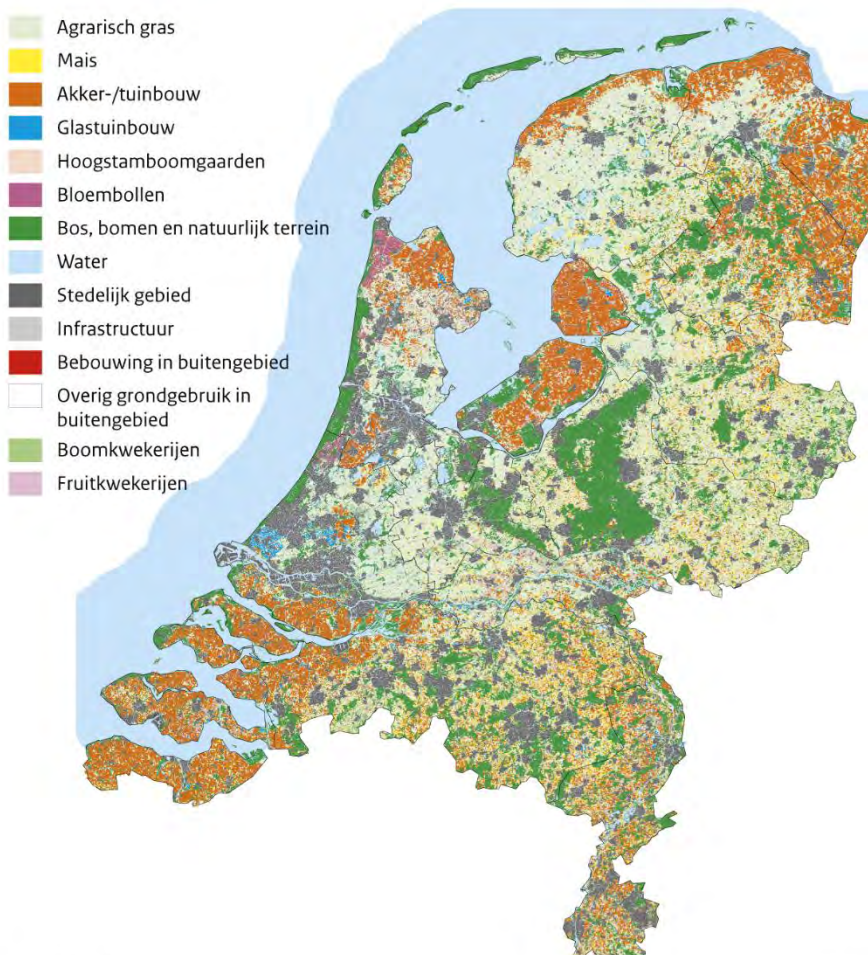 Agrarisch gras
Mais
Akker-/tuinbouw
Glastuinbouw
Hoogstamboomgaarden
Bloembollen
Bos, bomen en natuurlijk terrein
Water
Stedelijk gebied
Infrastructuur
Bebouwing in buitengebied
Overig grondgebruik in
buitengebied
Boomkwekerijen
Fruitkwekerijen